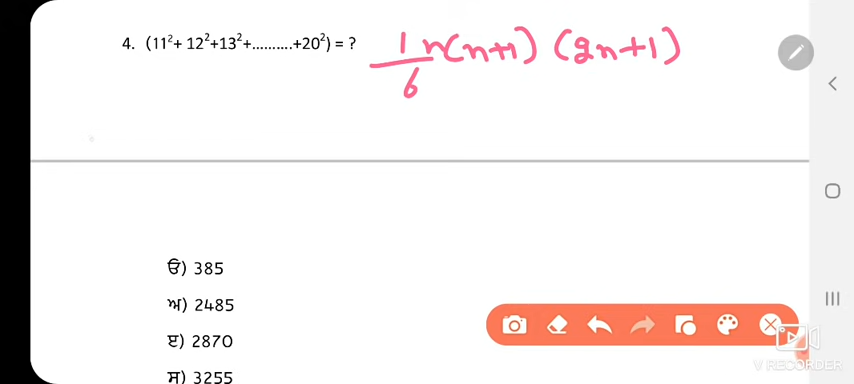 4. (11²+ 12²+13²+..........+20²) = ? 1/6 n(n+1) (2n+1)
ੳ) 385
ਅ) 2485
ੲ) 2870
ਸ) 3255
V RECORDER